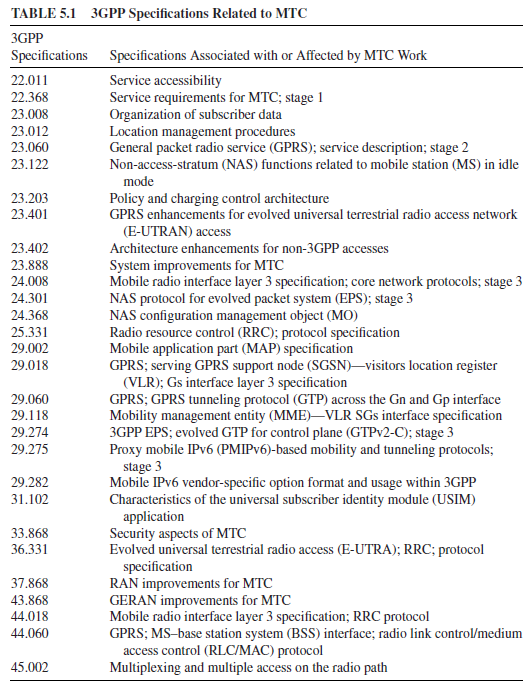 TABLE 5.1 3GPP Specifications Related to MTC
3GPP
Specifications Specifications Associated with or Affected by MTC Work
22.011 Service accessibility
22.368 Service requirements for MTC; stage 1
23.008 Organization of subscriber data
23.012 Location management procedures
23.060 General packet radio service (GPRS); service description; stage 2
23.122 Non-access-stratum (NAS) functions related to mobile station (MS) in idle
mode
23.203 Policy and charging control architecture
23.401 GPRS enhancements for evolved universal terrestrial radio access network
(E-UTRAN) access
23.402 Architecture enhancements for non-3GPP accesses
23.888 System improvements for MTC
24.008 Mobile radio interface layer 3 specification; core network protocols; stage 3
24.301 NAS protocol for evolved packet system (EPS); stage 3
24.368 NAS configuration management object (MO)
25.331 Radio resource control (RRC); protocol specification
29.002 Mobile application part (MAP) specification
29.018 GPRS; serving GPRS support node (SGSN)—visitors location register
(VLR); Gs interface layer 3 specification
29.060 GPRS; GPRS tunneling protocol (GTP) across the Gn and Gp interface
29.118 Mobility management entity (MME)—VLR SGs interface specification
29.274 3GPP EPS; evolved GTP for control plane (GTPv2-C); stage 3
29.275 Proxy mobile IPv6 (PMIPv6)-based mobility and tunneling protocols;
stage 3
29.282 Mobile IPv6 vendor-specific option format and usage within 3GPP
31.102 Characteristics of the universal subscriber identity module (USIM)
application
33.868 Security aspects of MTC
36.331 Evolved universal terrestrial radio access (E-UTRA); RRC; protocol
specification
37.868 RAN improvements for MTC
43.868 GERAN improvements for MTC
44.018 Mobile radio interface layer 3 specification; RRC protocol
44.060 GPRS; MS–base station system (BSS) interface; radio link control/medium
access control (RLC/MAC) protocol
45.002 Multiplexing and multiple access on the radio path